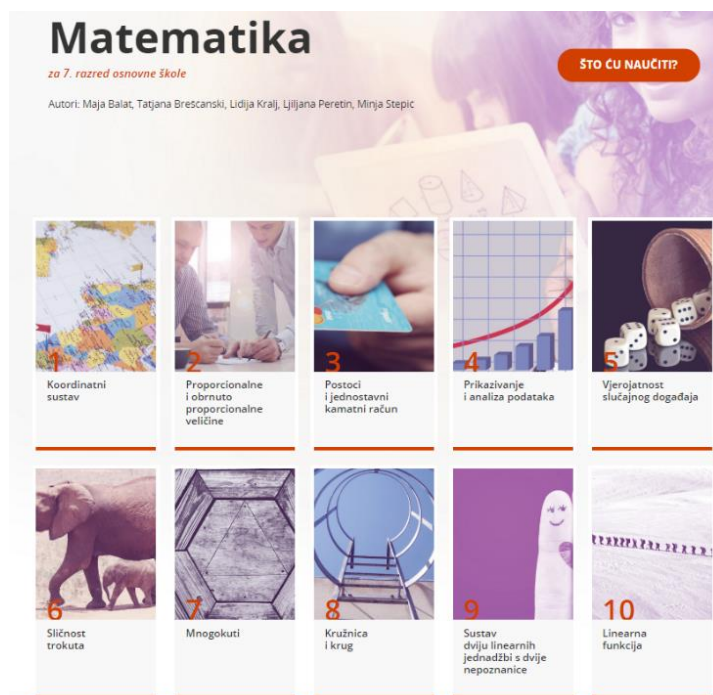 Matematika
za 7. razred osnovne škole
ŠTO ĆU NAUČITI?
Autori: Maja Balat, Tatjana Breščanski, Lidija Kralj, Ljiljana Peretin, Minja Stepić
1
Koordinatni
sustav
2
Proporcionalne
i obrnuto
proporcionalne
veličine
3
Postoci
i jednostavni
kamatni račun
4
Prikazivanje
i analiza podataka
5
Vjerojatnost
slučajnog događaja
6
Sličnost
trokuta
7
Mnogokuti
8
Kružnica
i krug
9
Sustav
dviju linearnih
jednadžbi s dvije
nepoznanice
10
Linearna
funkcija